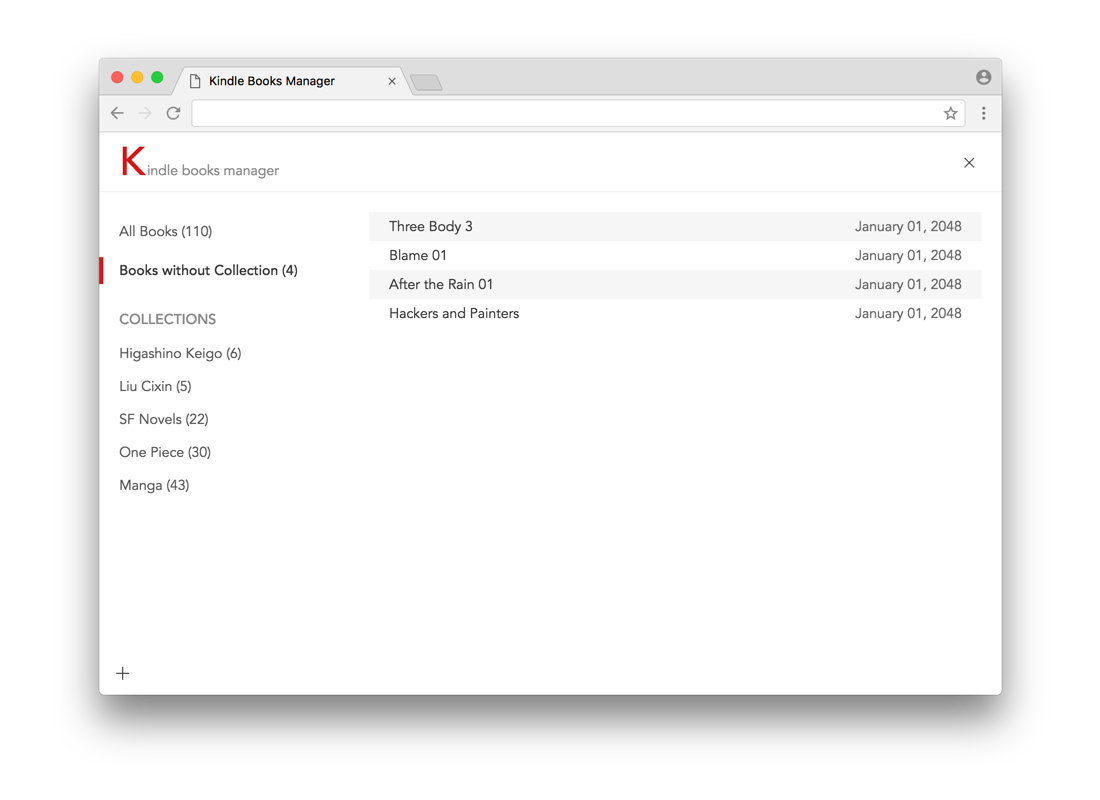 Kindle Books Manager
Kindle books manager
All Books (110)
Books without Collection (4)
COLLECTIONS
Higashino Keigo (6)
Liu Cixin (5)
SF Novels (22)
One Piece (30)
Manga (43)
Three Body 3 January 01, 2048
Blame 01 January 01, 2048
After the Rain 01 January 01, 2048
Hackers and Painters January 01, 2048